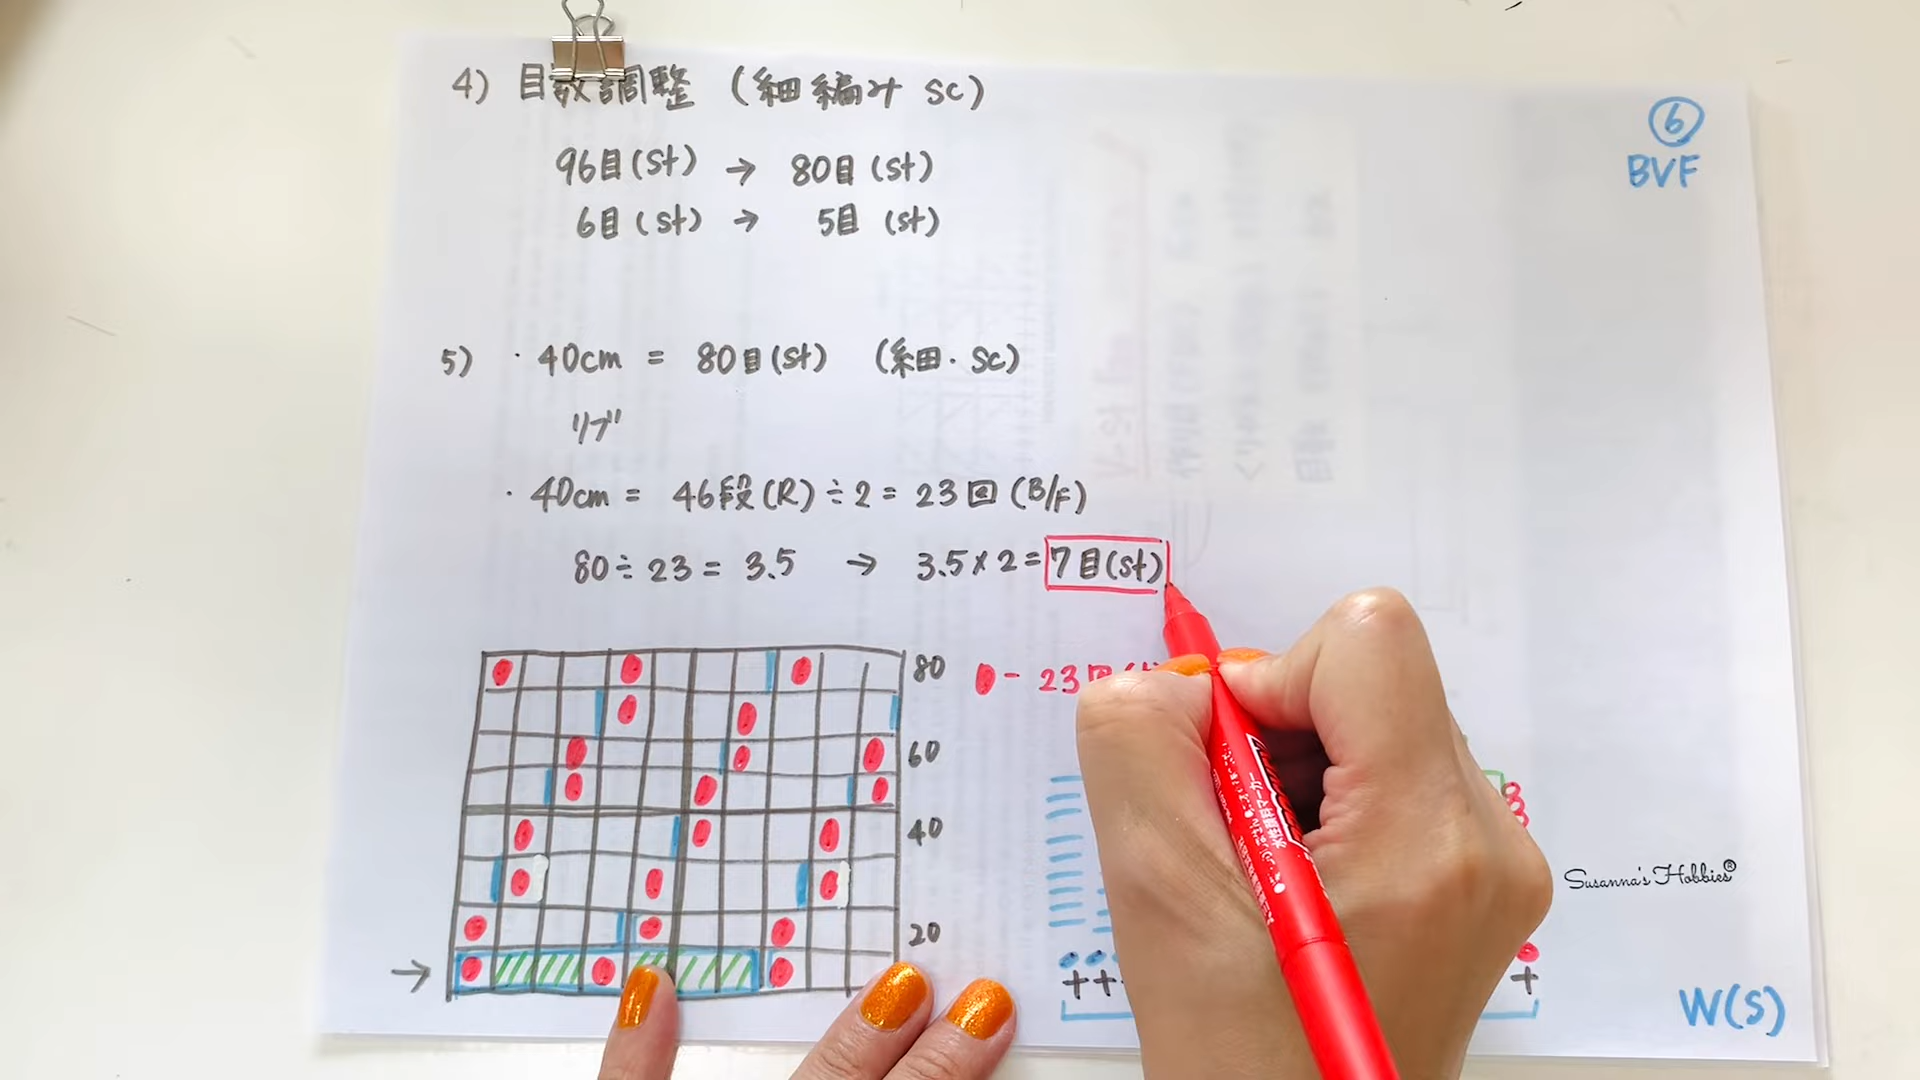 4) 目数調整 (細編み sc)
⑥
BVF
96目(st) → 80目(st)
6目(st) → 5目(st)
5) ・40cm = 80目(st) (細・sc)
リブ
・40cm = 46段(R)÷2=23回(B/F)
80÷23=3.5 → 3.5×2=7目(st)
80
- 23回
60
40
20
Susanna's Hobbies®
→
++
+
W(S)